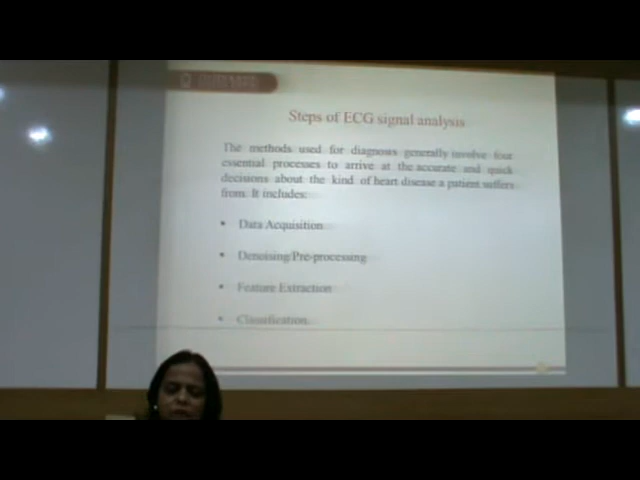 Steps of ECG signal analysis
The methods used for diagnosis generally involve four
essential processes to arrive at the accurate and quick
decisions about the kind of heart disease a patient suffers
from. It includes:
• Data Acquisition
• Denoising/Pre-processing
• Feature Extraction
• Classification.